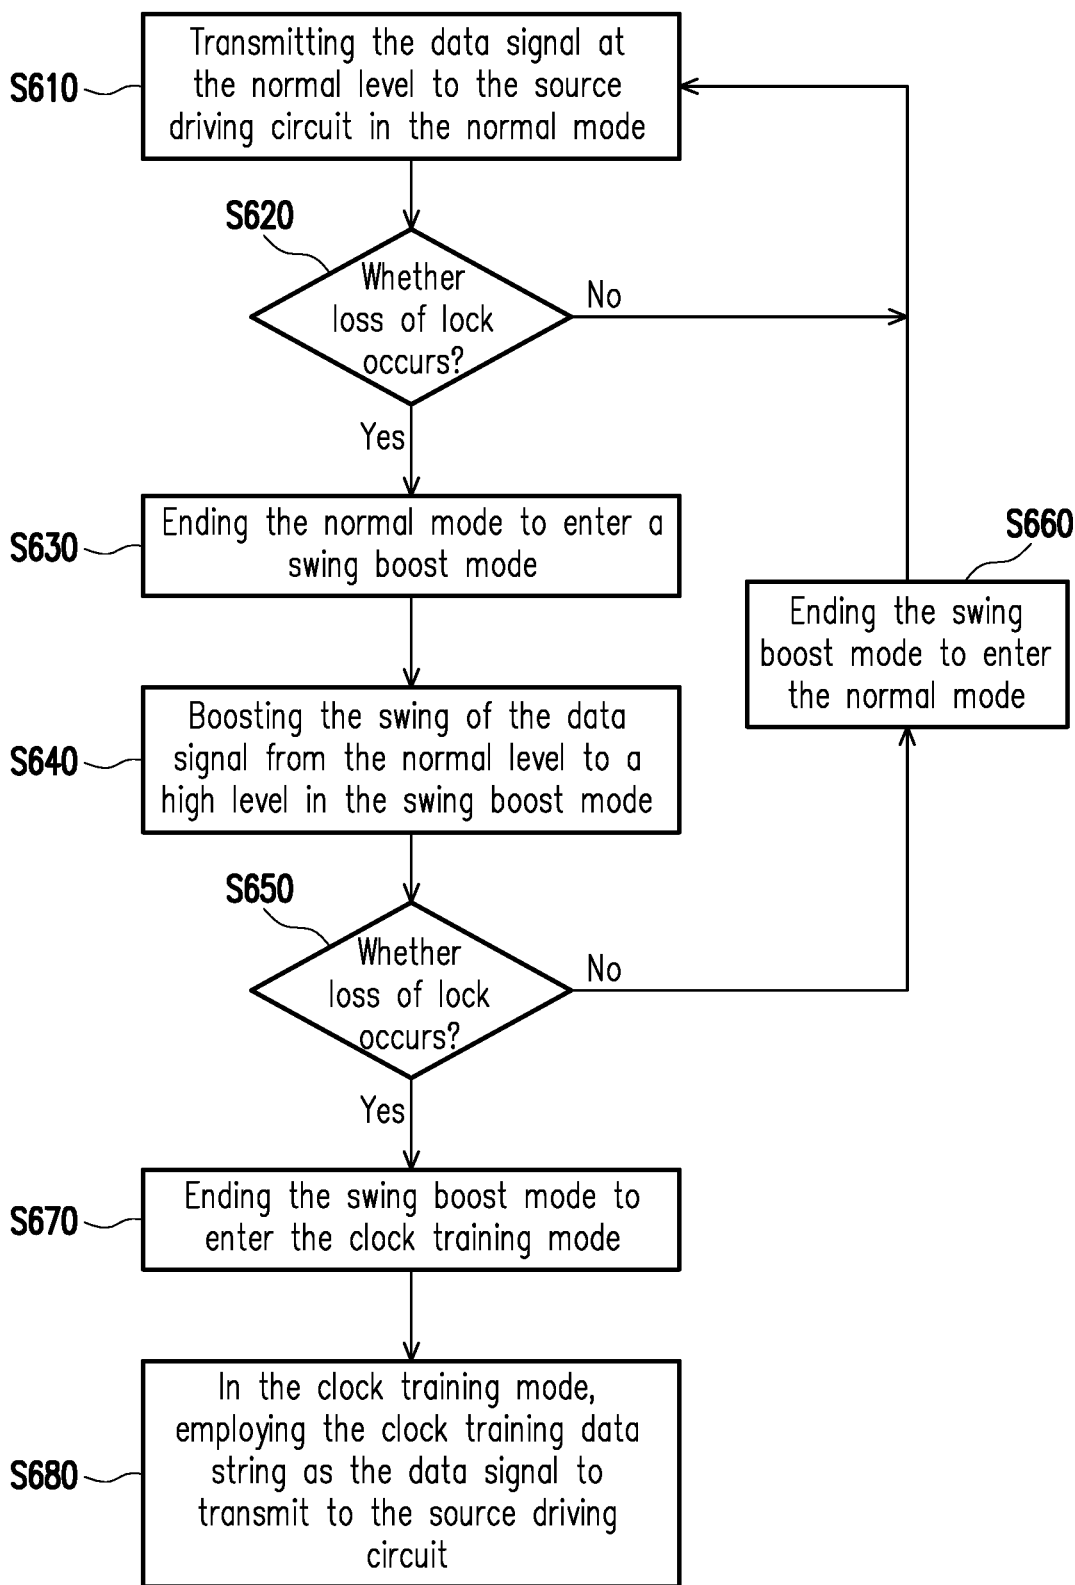 Transmitting the data signal at
the normal level to the source
driving circuit in the normal mode
S610
S620
Whether
loss of lock
occurs?
No
Yes
S630
Ending the normal mode to enter a
swing boost mode
S660
Ending the swing
boost mode to enter
the normal mode
S640
Boosting the swing of the data
signal from the normal level to a
high level in the swing boost mode
S650
Whether
loss of lock
occurs?
No
Yes
S670
Ending the swing boost mode to
enter the clock training mode
S680
In the clock training mode,
employing the clock training data
string as the data signal to
transmit to the source driving
circuit